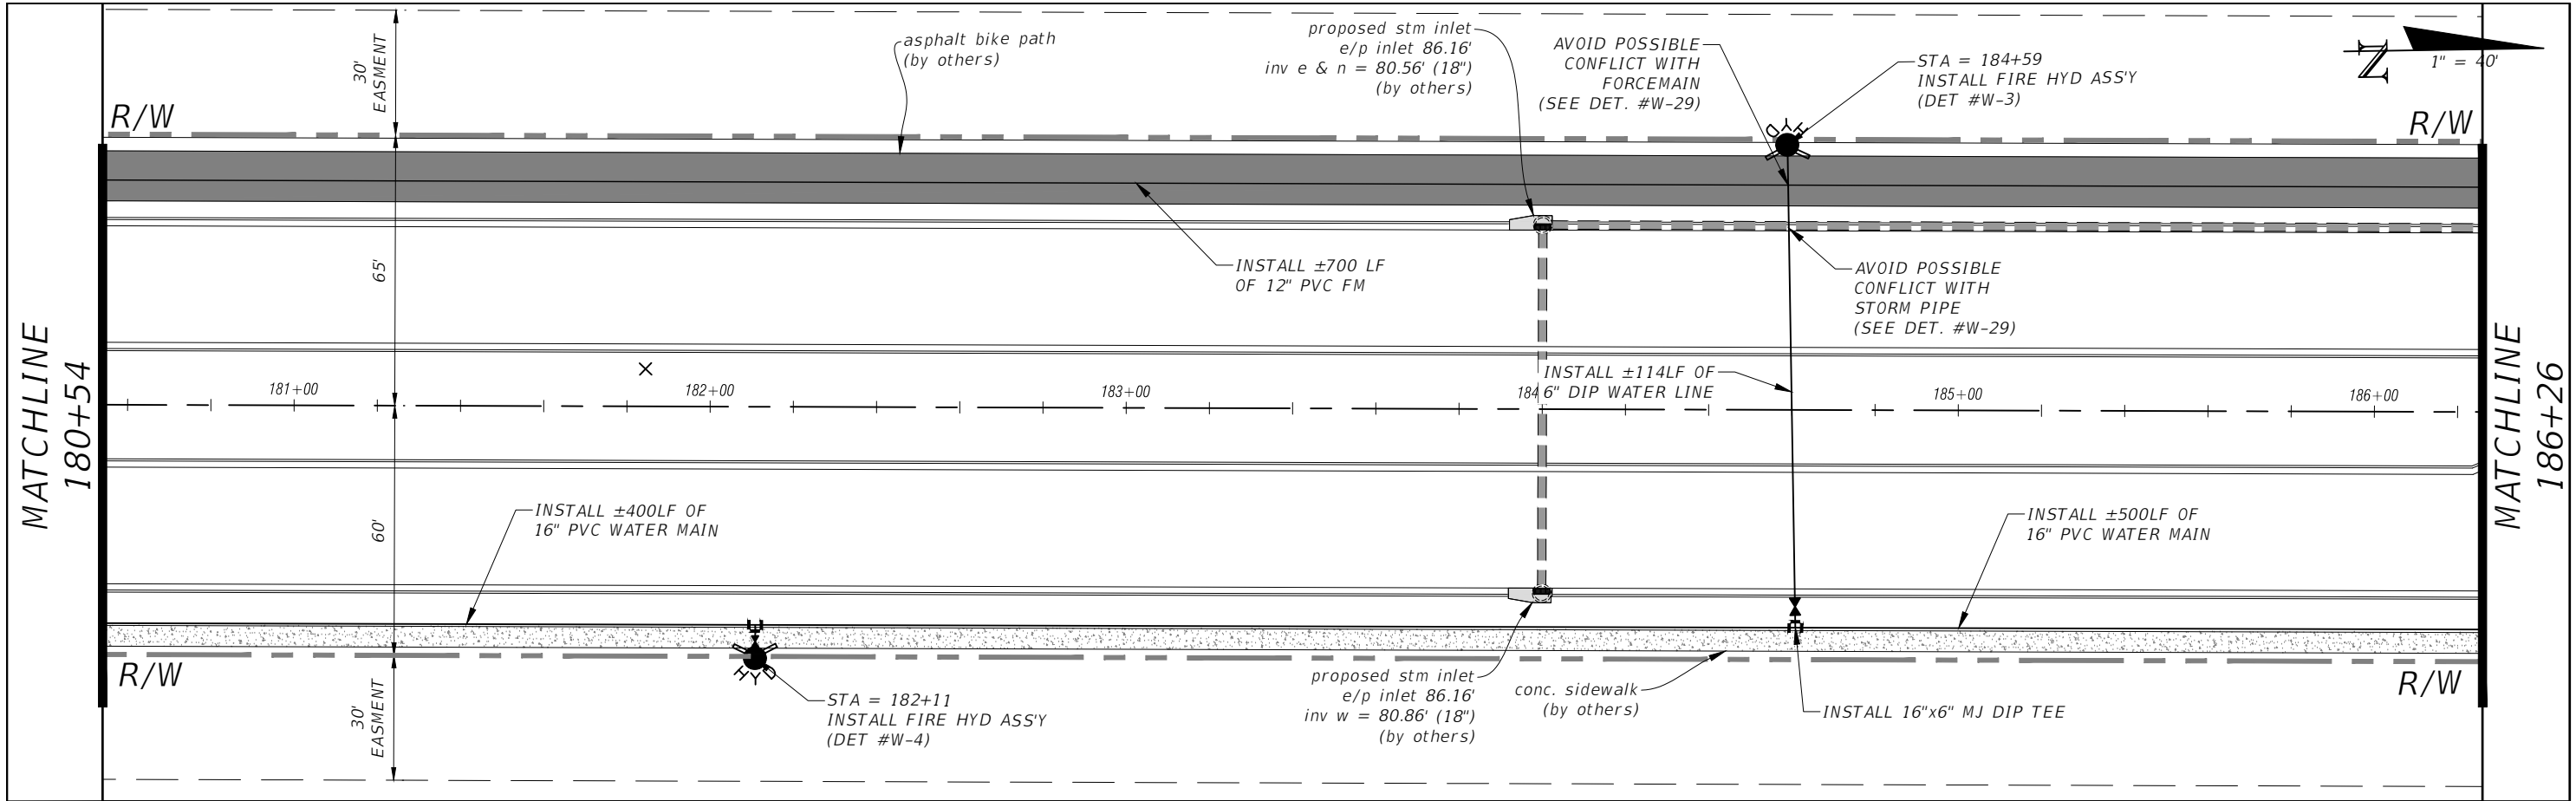 30'
EASMENT
asphalt bike path
(by others)
proposed stm inlet
e/p inlet 86.16'
inv e & n = 80.56' (18")
(by others)
AVOID POSSIBLE
CONFLICT WITH
FORCEMAIN
(SEE DET. #W-29)
STA = 184+59
INSTALL FIRE HYD ASS'Y
(DET #W-3)
N
1" = 40'
R/W
HYD
R/W
65'
INSTALL ±700 LF
OF 12" PVC FM
AVOID POSSIBLE
CONFLICT WITH
STORM PIPE
(SEE DET. #W-29)
MATCHLINE
180+54
181+00
182+00
183+00
184
INSTALL ±114LF OF
6" DIP WATER LINE
185+00
186+00
MATCHLINE
186+26
60'
INSTALL ±400LF OF
16" PVC WATER MAIN
INSTALL ±500LF OF
16" PVC WATER MAIN
R/W
HYD
R/W
30'
EASMENT
STA = 182+11
INSTALL FIRE HYD ASS'Y
(DET #W-4)
proposed stm inlet
e/p inlet 86.16'
inv w = 80.86' (18")
(by others)
conc. sidewalk
(by others)
INSTALL 16"x6" MJ DIP TEE